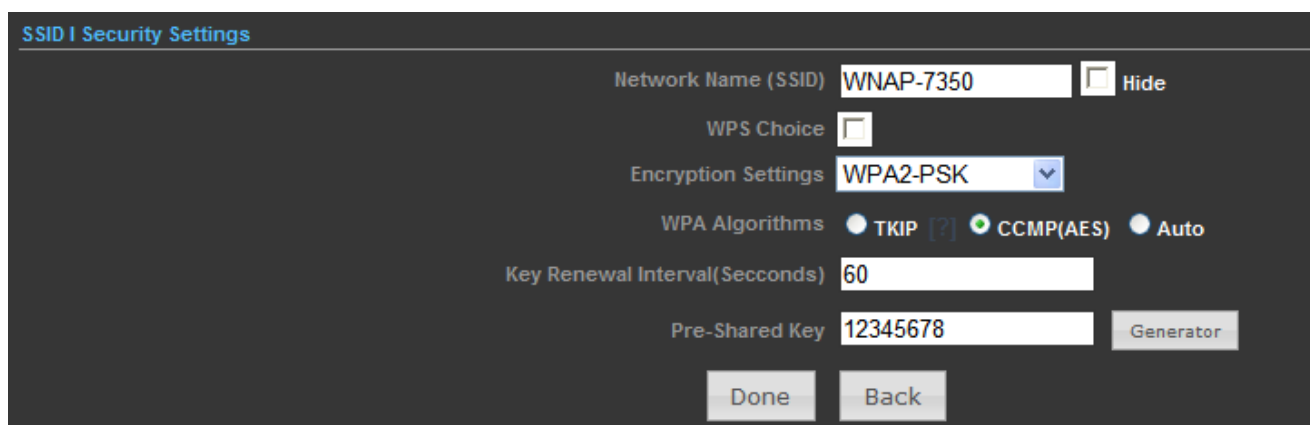 SSID I Security Settings
Network Name (SSID) WNAP-7350 Hide
WPS Choice
Encryption Settings WPA2-PSK
WPA Algorithms TKIP [?] CCMP(AES) Auto
Key Renewal Interval(Secconds) 60
Pre-Shared Key 12345678 Generator
Done Back